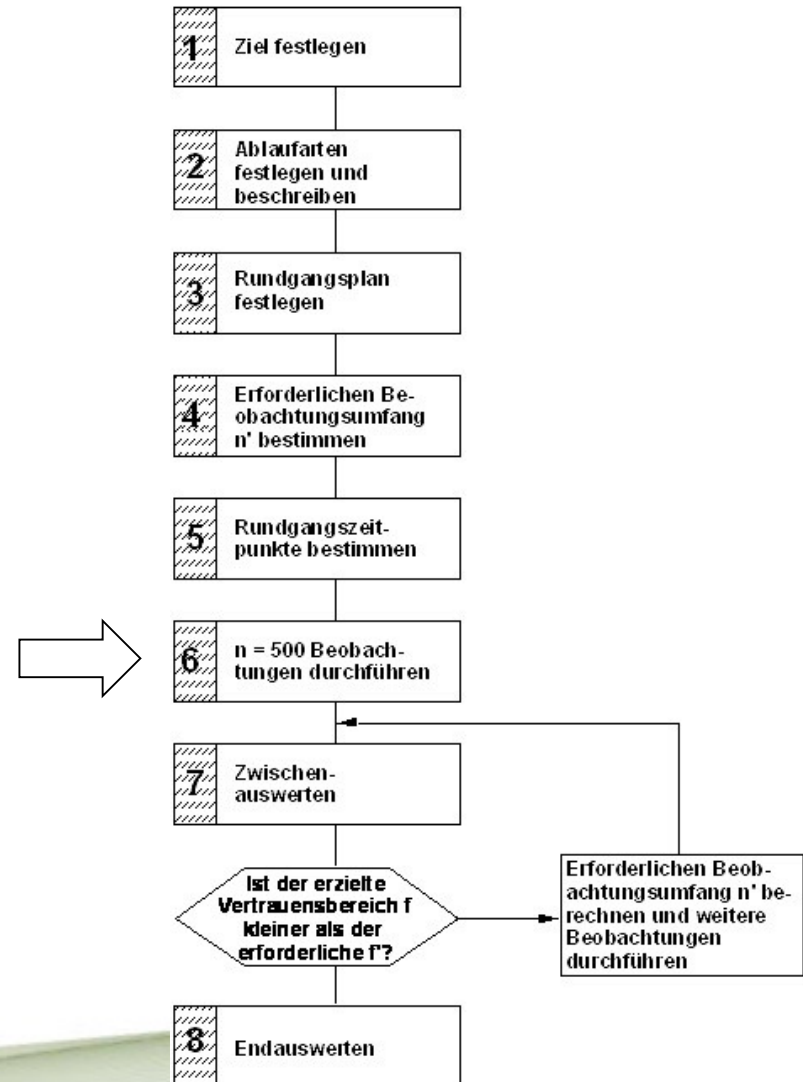 1
Ziel festlegen
2
Ablaufarten
festlegen und
beschreiben
3
Rundgangsplan
festlegen
4
Erforderlichen Be-
obachtungsumfang
n' bestimmen
5
Rundgangszeit-
punkte bestimmen
6
n = 500 Beobach-
tungen durchführen
7
Zwischen-
auswerten
Ist der erzielte
Vertrauensbereich f
kleiner als der
erforderliche f'?
Erforderlichen Beob-
achtungsumfang n' be-
rechnen und weitere
Beobachtungen
durchführen
8
Endauswerten